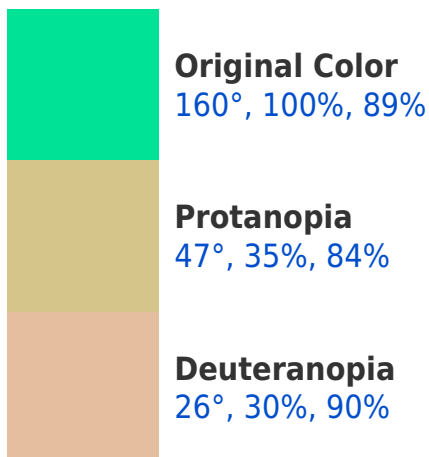 Original Color
160°, 100%, 89%
Protanopia
47°, 35%, 84%
Deuteranopia
26°, 30%, 90%